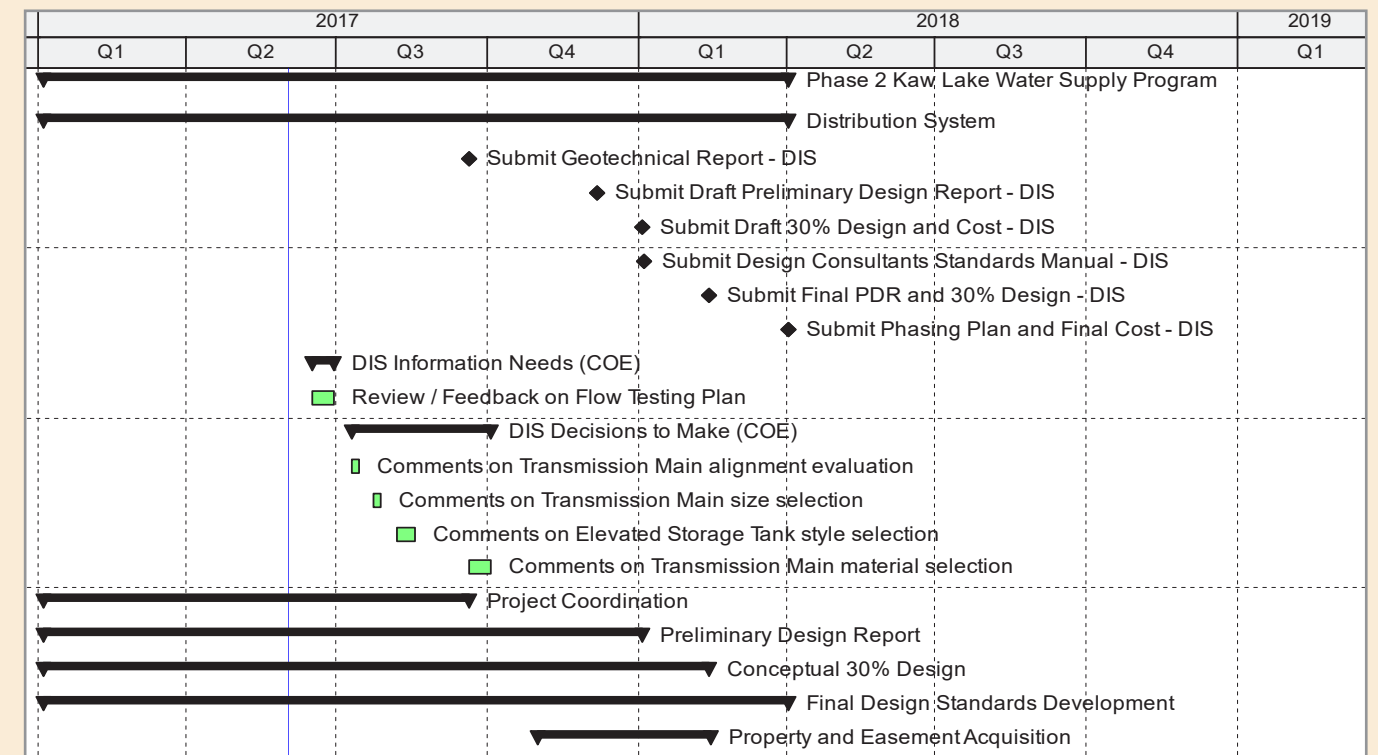 2017 2018 2019
Q1 Q2 Q3 Q4 Q1 Q2 Q3 Q4 Q1
Phase 2 Kaw Lake Water Supply Program
Distribution System
Submit Geotechnical Report - DIS
Submit Draft Preliminary Design Report - DIS
Submit Draft 30% Design and Cost - DIS
Submit Design Consultants Standards Manual - DIS
Submit Final PDR and 30% Design - DIS
Submit Phasing Plan and Final Cost - DIS
DIS Information Needs (COE)
Review / Feedback on Flow Testing Plan
DIS Decisions to Make (COE)
Comments on Transmission Main alignment evaluation
Comments on Transmission Main size selection
Comments on Elevated Storage Tank style selection
Comments on Transmission Main material selection
Project Coordination
Preliminary Design Report
Conceptual 30% Design
Final Design Standards Development
Property and Easement Acquisition